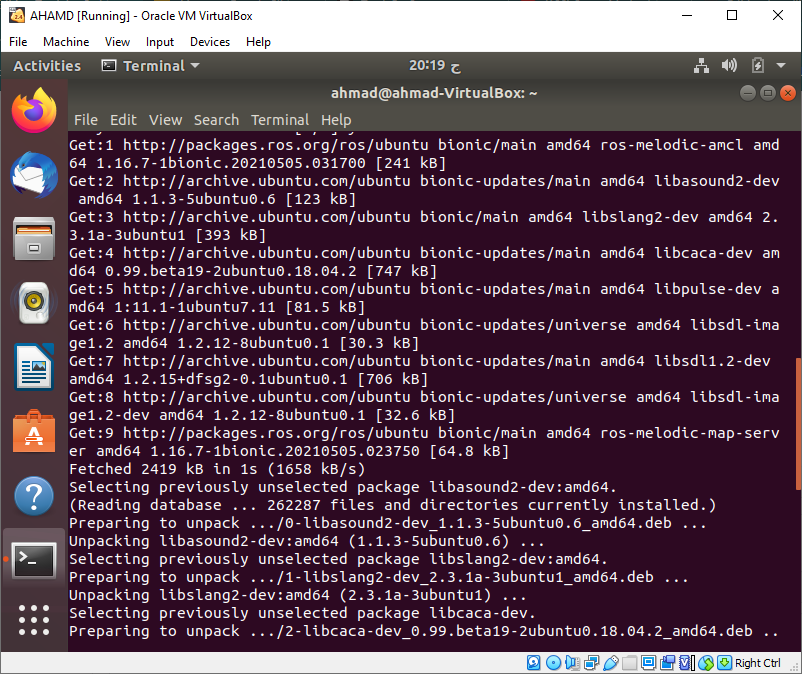 AHAMD [Running] - Oracle VM VirtualBox
File Machine View Input Devices Help
Activities Terminal 20:19 ح
ahmad@ahmad-VirtualBox: ~
File Edit View Search Terminal Help
Get:1 http://packages.ros.org/ros/ubuntu bionic/main amd64 ros-melodic-amcl amd
64 1.16.7-1bionic.20210505.031700 [241 kB]
Get:2 http://archive.ubuntu.com/ubuntu bionic-updates/main amd64 libasound2-dev
amd64 1.1.3-5ubuntu0.6 [123 kB]
Get:3 http://archive.ubuntu.com/ubuntu bionic/main amd64 libslang2-dev amd64 2.
3.1a-3ubuntu1 [393 kB]
Get:4 http://archive.ubuntu.com/ubuntu bionic-updates/main amd64 libcaca-dev am
d64 0.99.beta19-2ubuntu0.18.04.2 [747 kB]
Get:5 http://archive.ubuntu.com/ubuntu bionic-updates/main amd64 libpulse-dev a
md64 1:11.1-1ubuntu7.11 [81.5 kB]
Get:6 http://archive.ubuntu.com/ubuntu bionic-updates/universe amd64 libsdl-ima
ge1.2 amd64 1.2.12-8ubuntu0.1 [30.3 kB]
Get:7 http://archive.ubuntu.com/ubuntu bionic-updates/main amd64 libsdl1.2-dev
amd64 1.2.15+dfsg2-0.1ubuntu0.1 [706 kB]
Get:8 http://archive.ubuntu.com/ubuntu bionic-updates/universe amd64 libsdl-ima
ge1.2-dev amd64 1.2.12-8ubuntu0.1 [32.6 kB]
Get:9 http://packages.ros.org/ros/ubuntu bionic/main amd64 ros-melodic-map-serv
er amd64 1.16.7-1bionic.20210505.023750 [64.8 kB]
Fetched 2419 kB in 1s (1658 kB/s)
Selecting previously unselected package libasound2-dev:amd64.
(Reading database ... 262287 files and directories currently installed.)
Preparing to unpack .../0-libasound2-dev_1.1.3-5ubuntu0.6_amd64.deb ...
Unpacking libasound2-dev:amd64 (1.1.3-5ubuntu0.6) ...
Selecting previously unselected package libslang2-dev:amd64.
Preparing to unpack .../1-libslang2-dev_2.3.1a-3ubuntu1_amd64.deb ...
Unpacking libslang2-dev:amd64 (2.3.1a-3ubuntu1) ...
Selecting previously unselected package libcaca-dev.
Preparing to unpack .../2-libcaca-dev_0.99.beta19-2ubuntu0.18.04.2_amd64.deb ..
Right Ctrl